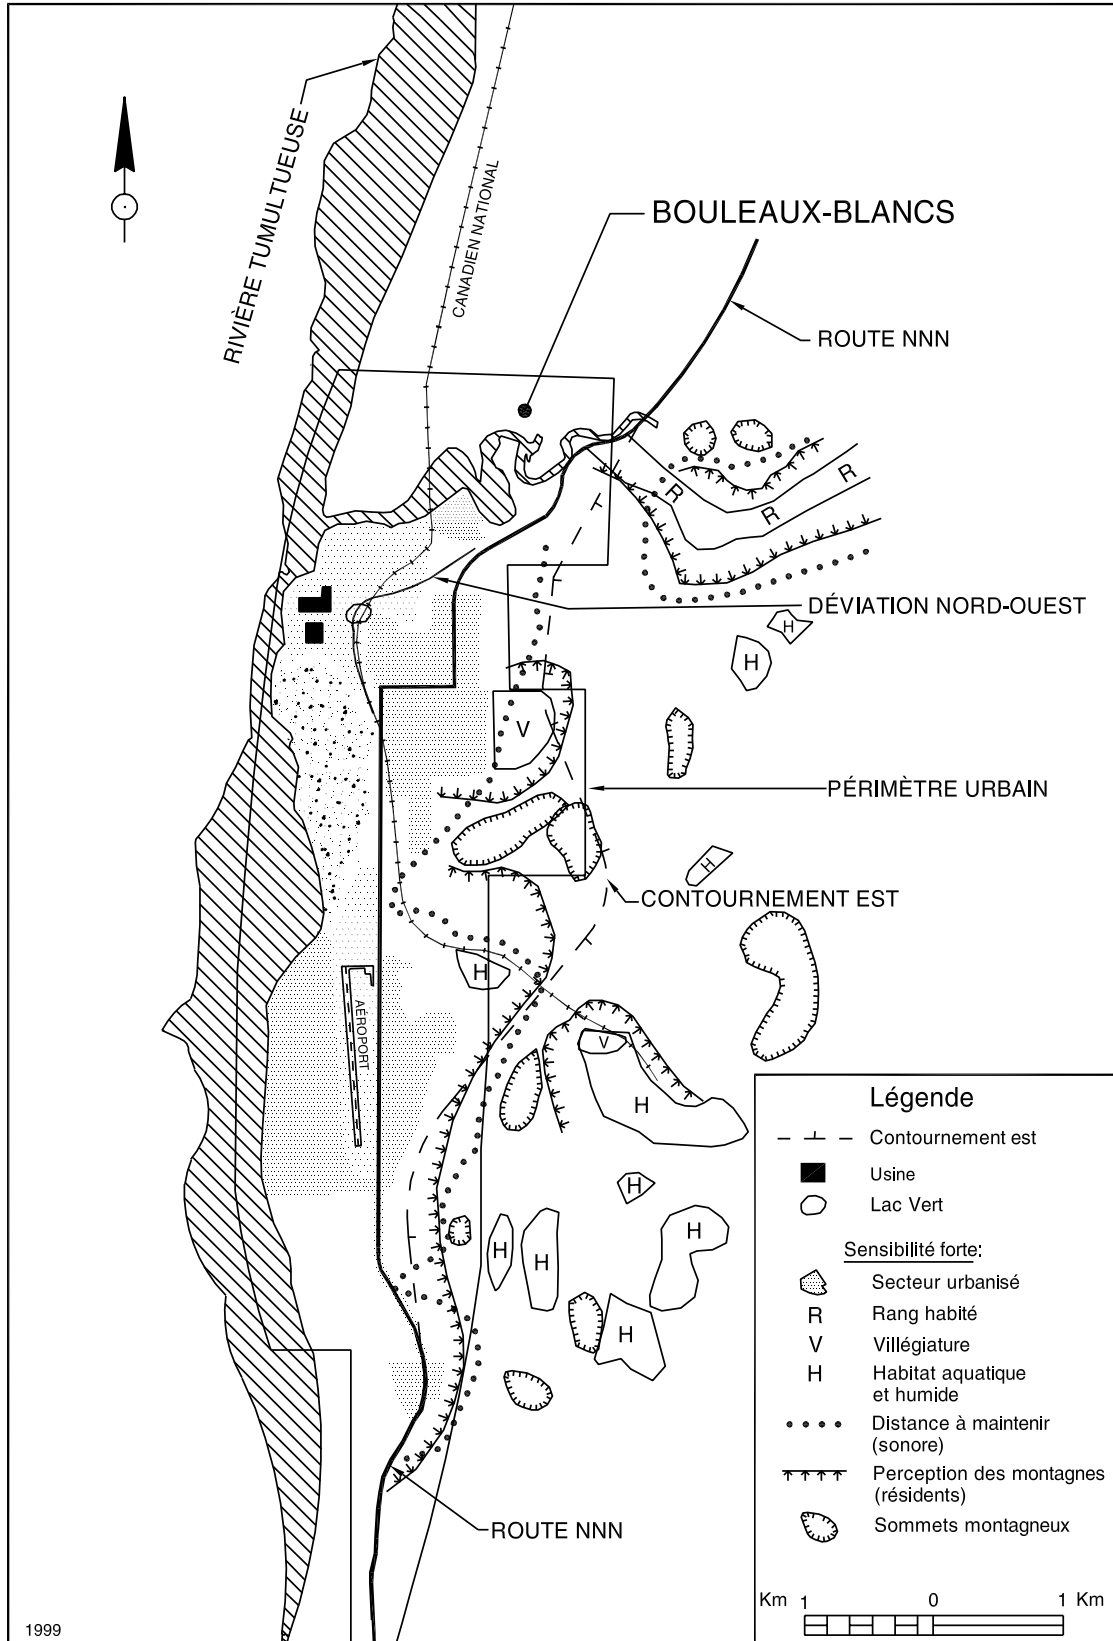 RIVIÈRE TUMULTUEUSE
CANADIEN NATIONAL
BOULEAUX-BLANCS
ROUTE NNN
R
R
R
DÉVIATION NORD-OUEST
H
H
V
PÉRIMÈTRE URBAIN
H
CONTOURNEMENT EST
H
AÉROPORT
V
H
H
H
H
H
H
ROUTE NNN
Légende
Contournement est
Usine
Lac Vert
Sensibilité forte:
Secteur urbanisé
R Rang habité
V Villégiature
H Habitat aquatique
et humide
Distance à maintenir
(sonore)
Perception des montagnes
(résidents)
Sommets montagneux
Km 1 0 1 Km
1999